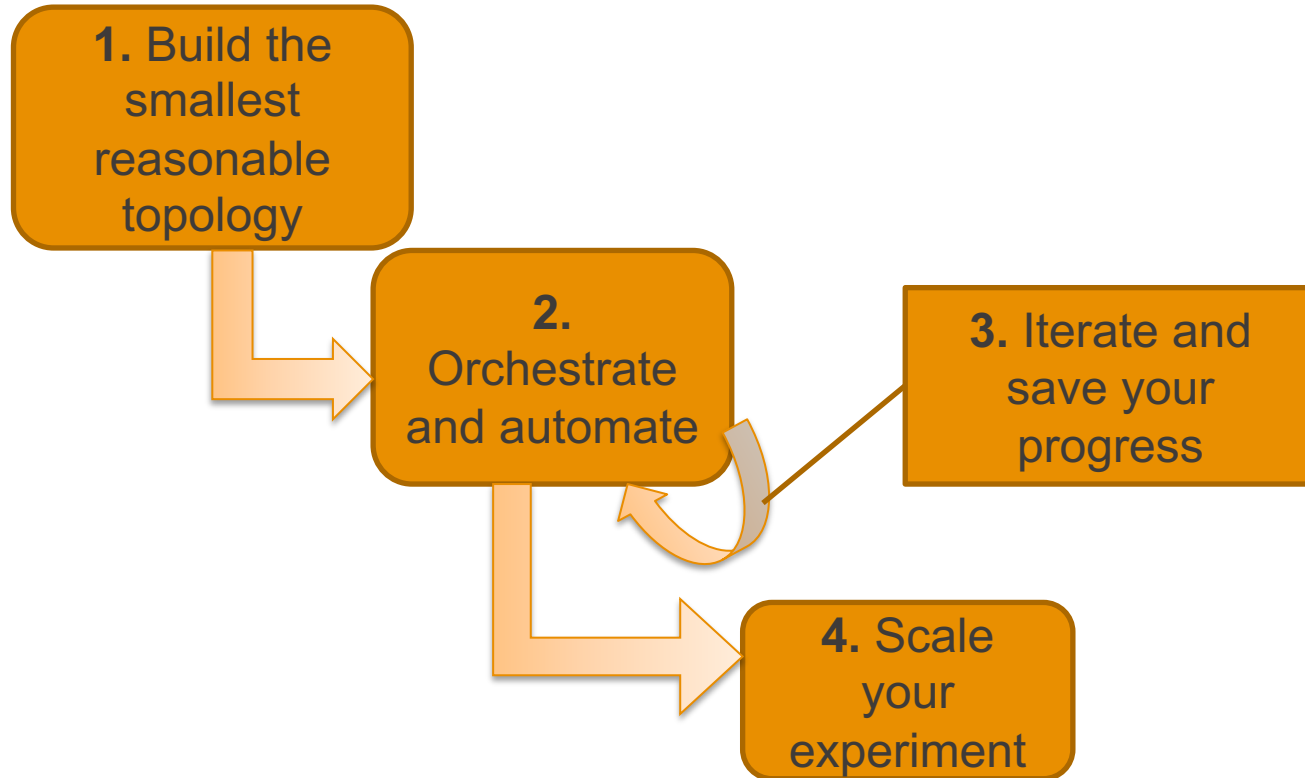 1. Build the
smallest
reasonable
topology
2.
Orchestrate
and automate
3. Iterate and
save your
progress
4. Scale
your
experiment